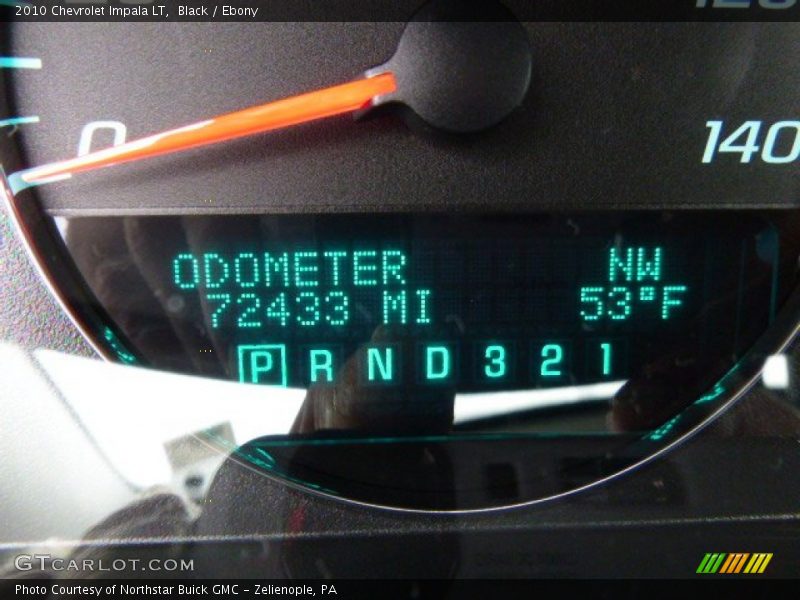 2010 Chevrolet Impala LT, Black / Ebony
0
140
ODOMETER NW
72433 MI 53°F
P R N D 3 2 1
GTCARLOT.COM
Photo Courtesy of Northstar Buick GMC - Zelienople, PA